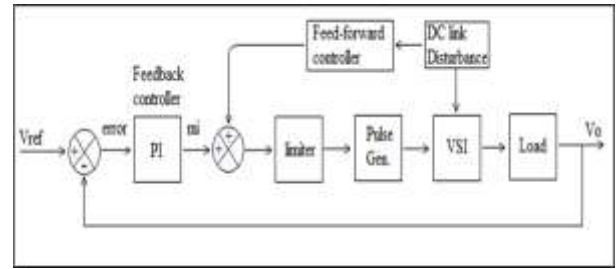 Feed-forward
controller
DC link
Disturbance
Feedback
controller
Vref
error
PI
mi
limiter
Pulse
Gen.
VSI
Load
Vo
+
-
+
+